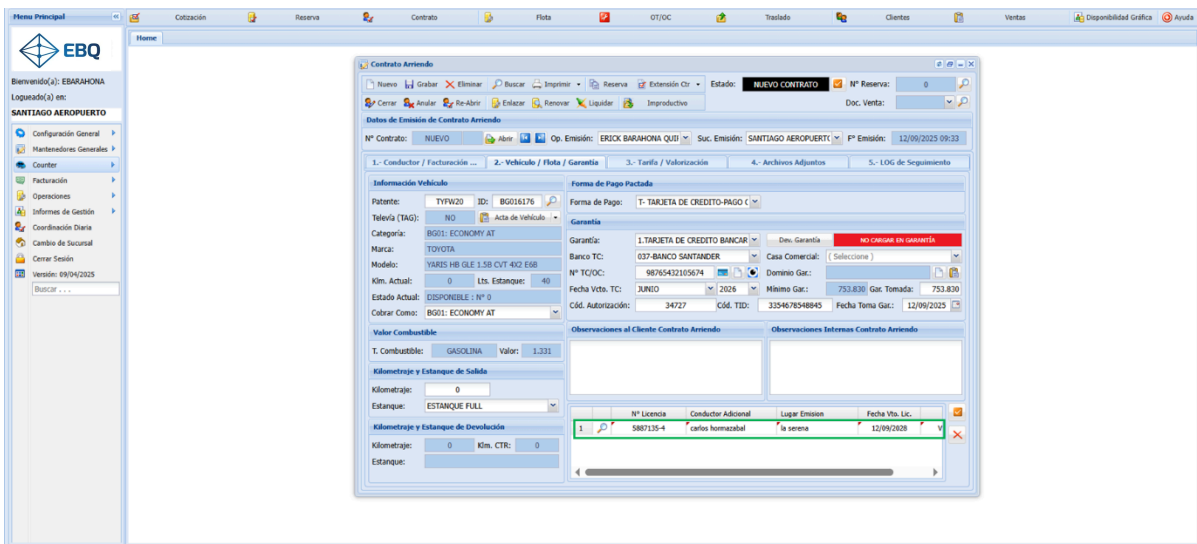 Menu Principal
Cotización
Reserva
Contrato
Flota
OT/OC
Traslado
Clientes
Ventas
Disponibilidad Gráfica
Ayuda
EBQ
Bienvenido(a): EBARAHONA
Logueado(a) en:
SANTIAGO AEROPUERTO
Configuración General
Mantenedores Generales
Counter
Facturación
Operaciones
Informes de Gestión
Coordinación Diaria
Cambio de Sucursal
Cerrar Sesión
Versión: 09/04/2025
Buscar . . .
Home
Contrato Arriendo
Nuevo Grabar Eliminar Buscar Imprimir Reserva Extensión Ctr Estado: NUEVO CONTRATO N° Reserva: 0
Cerrar Anular Re-Abrir Enlazar Renovar Liquidar Improductivo Doc. Venta:
Datos de Emisión de Contrato Arriendo
N° Contrato: NUEVO Abrir Op. Emisión: ERICK BARAHONA QUI Suc. Emisión: SANTIAGO AEROPUERT F° Emisión: 12/09/2025 09:33
1.- Conductor / Facturación ... 2.- Vehículo / Flota / Garantía 3.- Tarifa / Valorización 4.- Archivos Adjuntos 5.- LOG de Seguimiento
Información Vehículo
Patente: TYFW20 ID: BG016176
Televía (TAG): NO Acta de Vehículo
Categoría: BG01: ECONOMY AT
Marca: TOYOTA
Modelo: YARIS HB GLE 1.5B CVT 4X2 E6B
Klm. Actual: 0 Lts. Estanque: 40
Estado Actual: DISPONIBLE : N° 0
Cobrar Como: BG01: ECONOMY AT
Valor Combustible
T. Combustible: GASOLINA Valor: 1.331
Kilometraje y Estanque de Salida
Kilometraje: 0
Estanque: ESTANQUE FULL
Kilometraje y Estanque de Devolución
Kilometraje: 0 Klm. CTR: 0
Estanque:
Forma de Pago Pactada
Forma de Pago: T- TARJETA DE CREDITO-PAGO (
Garantía
Garantía: 1.TARJETA DE CREDITO BANCAR Dev. Garantía NO CARGAR EN GARANTÍA
Banco TC: 037-BANCO SANTANDER Casa Comercial: ( Seleccione )
N° TC/OC: 98765432105674 Dominio Gar.:
Fecha Vcto. TC: JUNIO 2026 Mínimo Gar.: 753.830 Gar. Tomada: 753.830
Cód. Autorización: 34727 Cód. TID: 3354678548845 Fecha Toma Gar.: 12/09/2025
Observaciones al Cliente Contrato Arriendo
Observaciones Internas Contrato Arriendo
N° Licencia Conductor Adicional Lugar Emision Fecha Vto. Lic.
1 5887135-4 carlos hormazabal la serena 12/09/2028 V